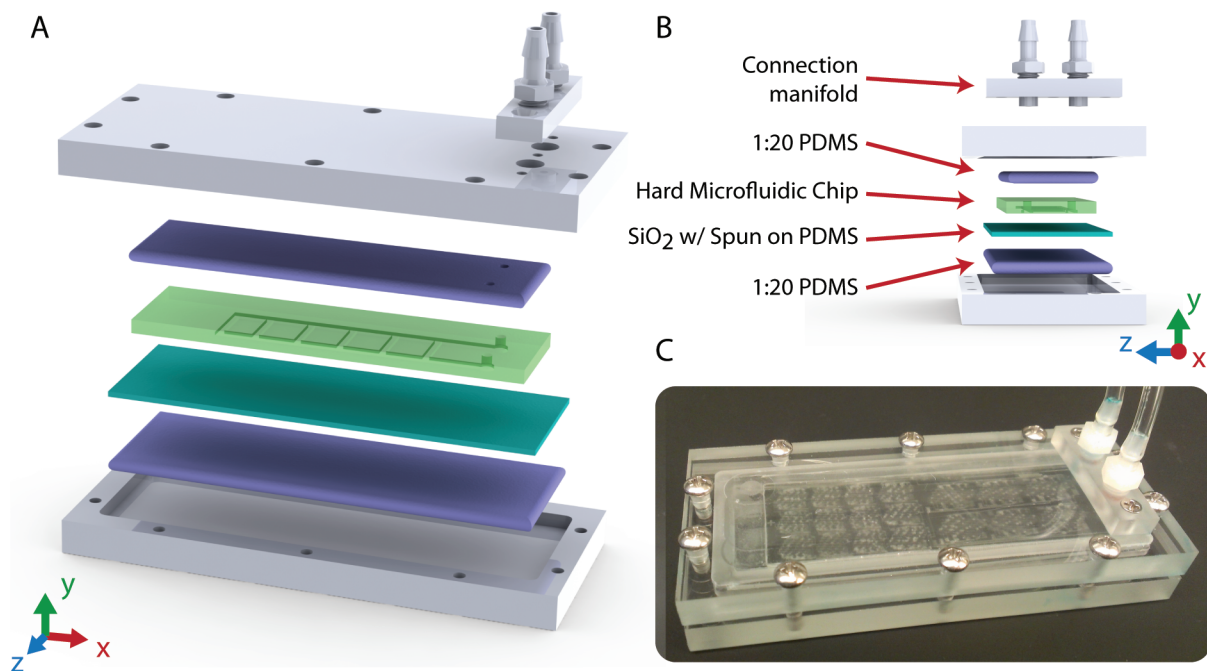 A
B
Connection
manifold
1:20 PDMS
Hard Microfluidic Chip
SiO2 w/ Spun on PDMS
1:20 PDMS
y
z
x
C
y
x
z